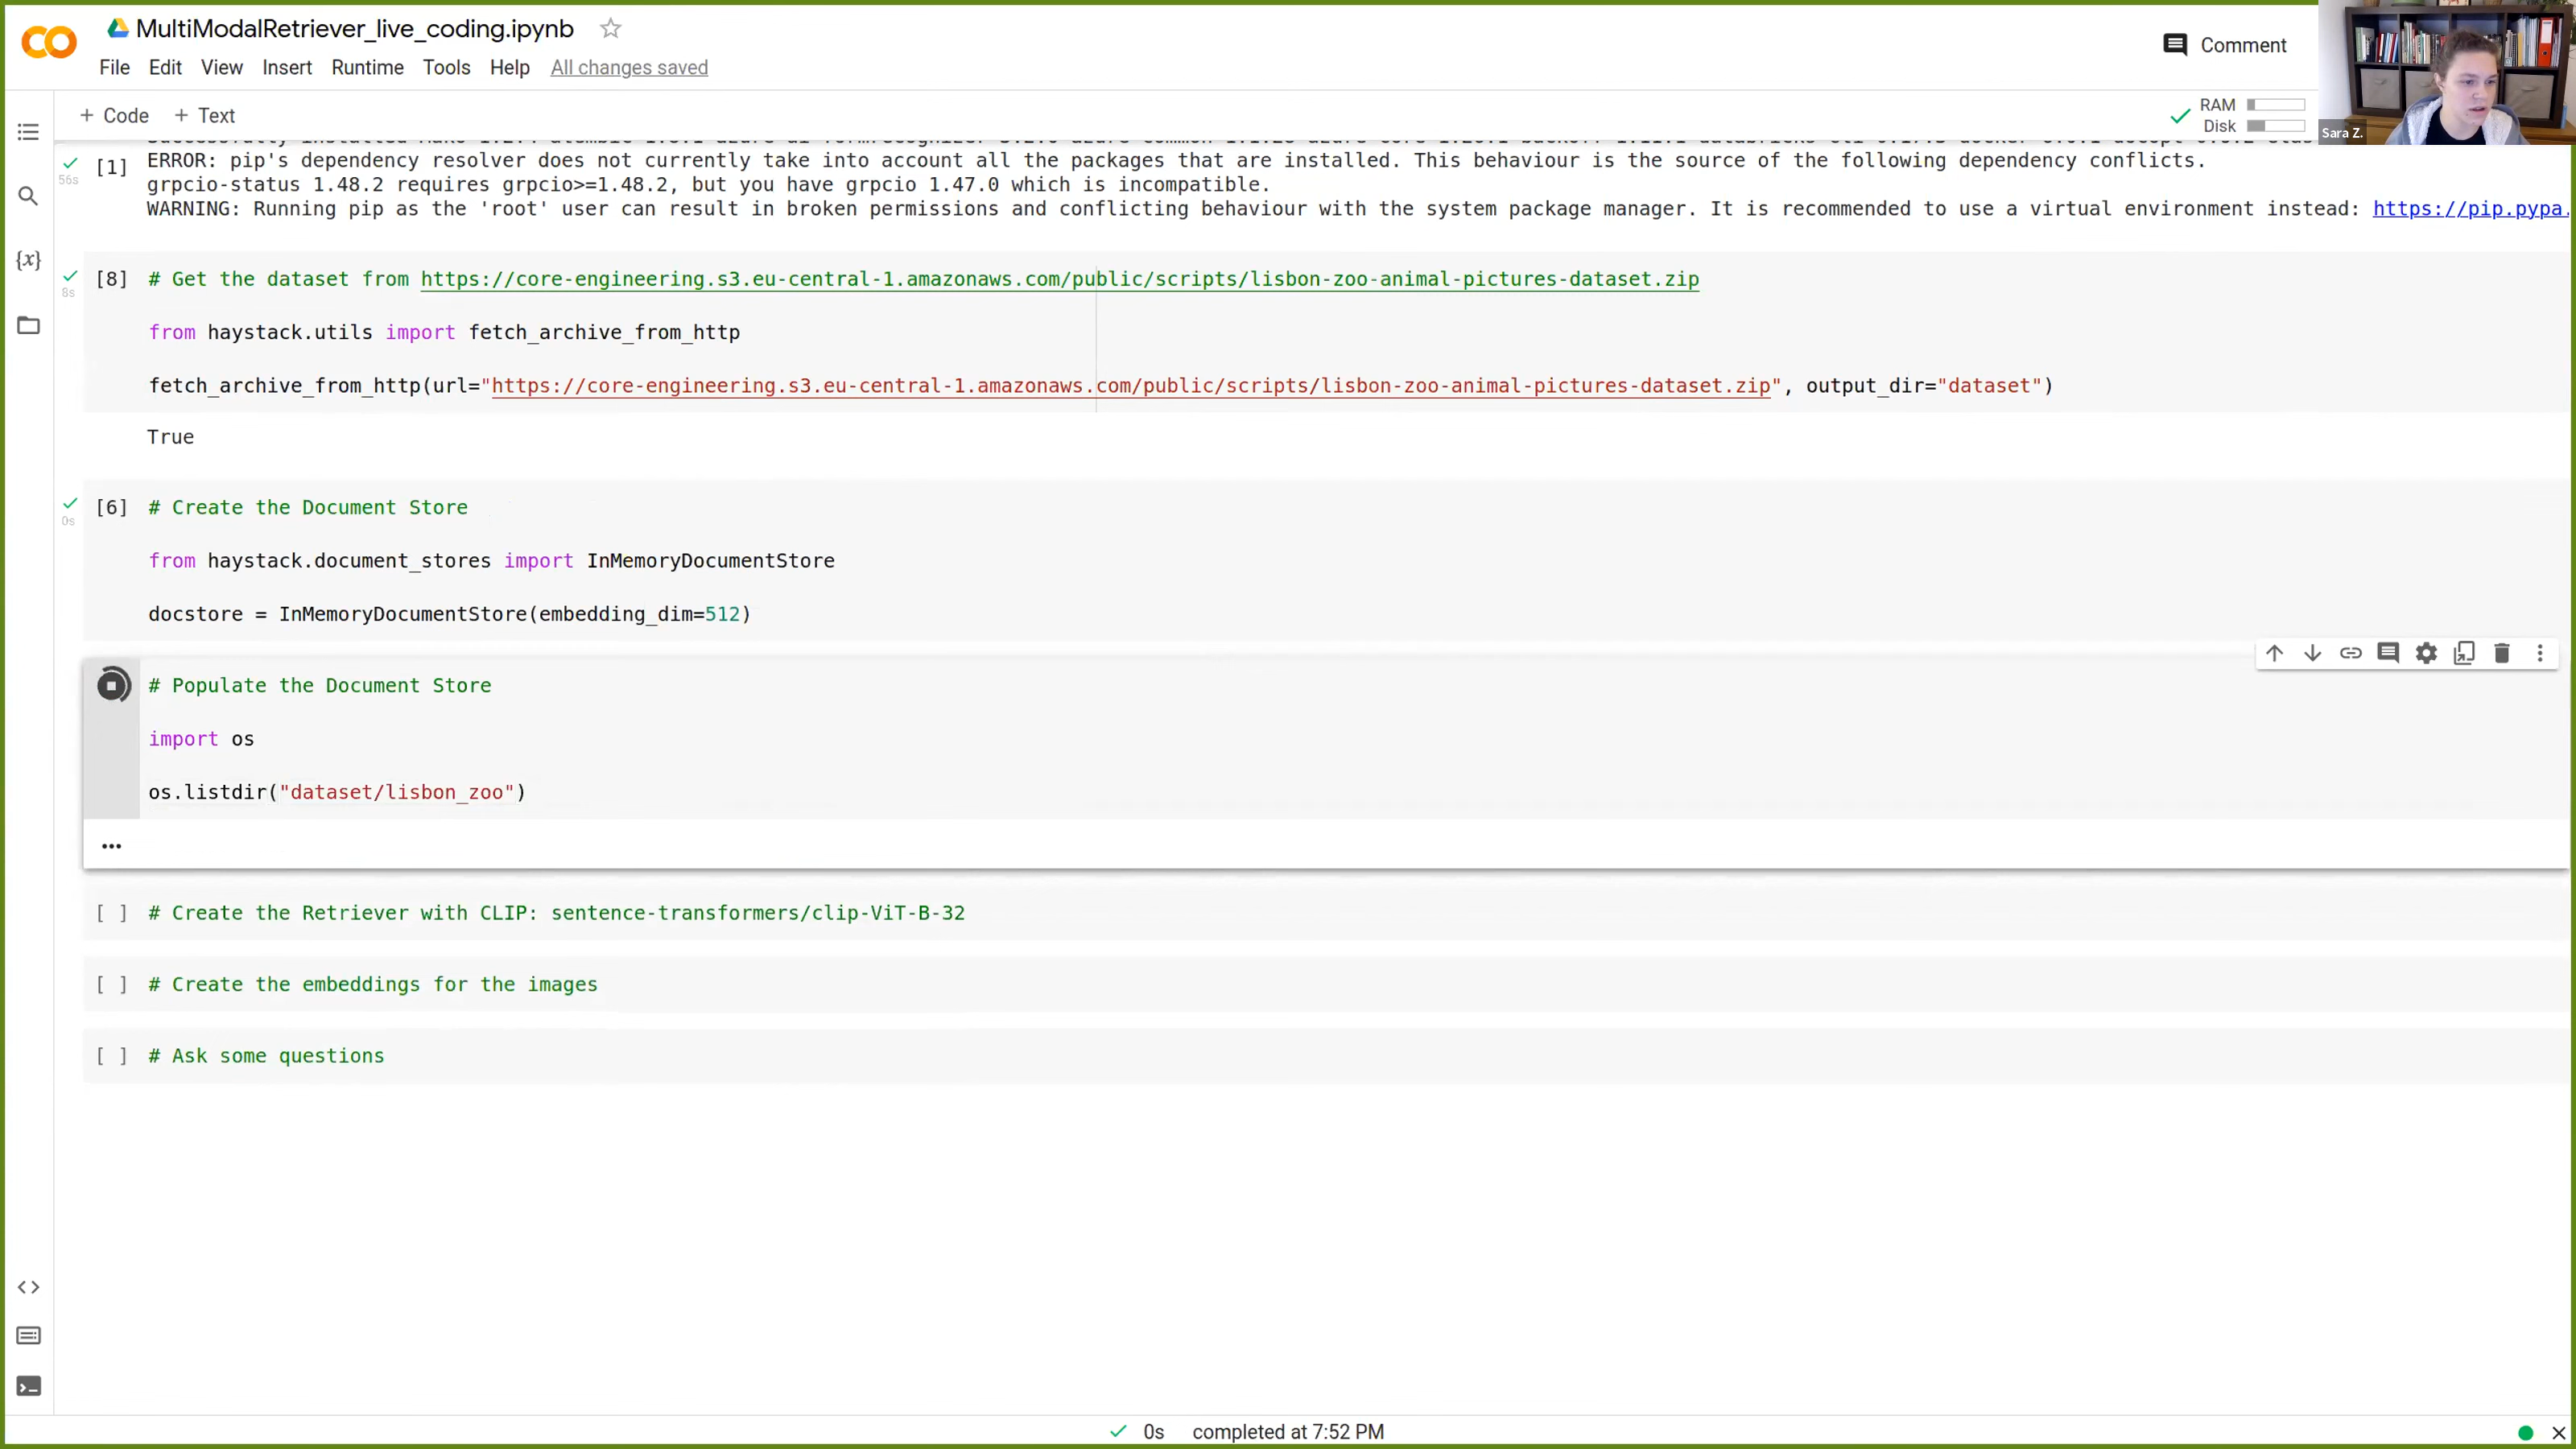 MultiModalRetriever_live_coding.ipynb
File Edit View Insert Runtime Tools Help All changes saved
Comment
+ Code + Text
RAM
Disk
Sara Z.
[1]
56s
ERROR: pip's dependency resolver does not currently take into account all the packages that are installed. This behaviour is the source of the following dependency conflicts.
grpcio-status 1.48.2 requires grpcio>=1.48.2, but you have grpcio 1.47.0 which is incompatible.
WARNING: Running pip as the 'root' user can result in broken permissions and conflicting behaviour with the system package manager. It is recommended to use a virtual environment instead: https://pip.pypa.
[8] # Get the dataset from https://core-engineering.s3.eu-central-1.amazonaws.com/public/scripts/lisbon-zoo-animal-pictures-dataset.zip
8s
from haystack.utils import fetch_archive_from_http
fetch_archive_from_http(url="https://core-engineering.s3.eu-central-1.amazonaws.com/public/scripts/lisbon-zoo-animal-pictures-dataset.zip", output_dir="dataset")
True
[6] # Create the Document Store
0s
from haystack.document_stores import InMemoryDocumentStore
docstore = InMemoryDocumentStore(embedding_dim=512)
# Populate the Document Store
import os
os.listdir("dataset/lisbon_zoo")
...
[ ] # Create the Retriever with CLIP: sentence-transformers/clip-ViT-B-32
[ ] # Create the embeddings for the images
[ ] # Ask some questions
0s completed at 7:52 PM